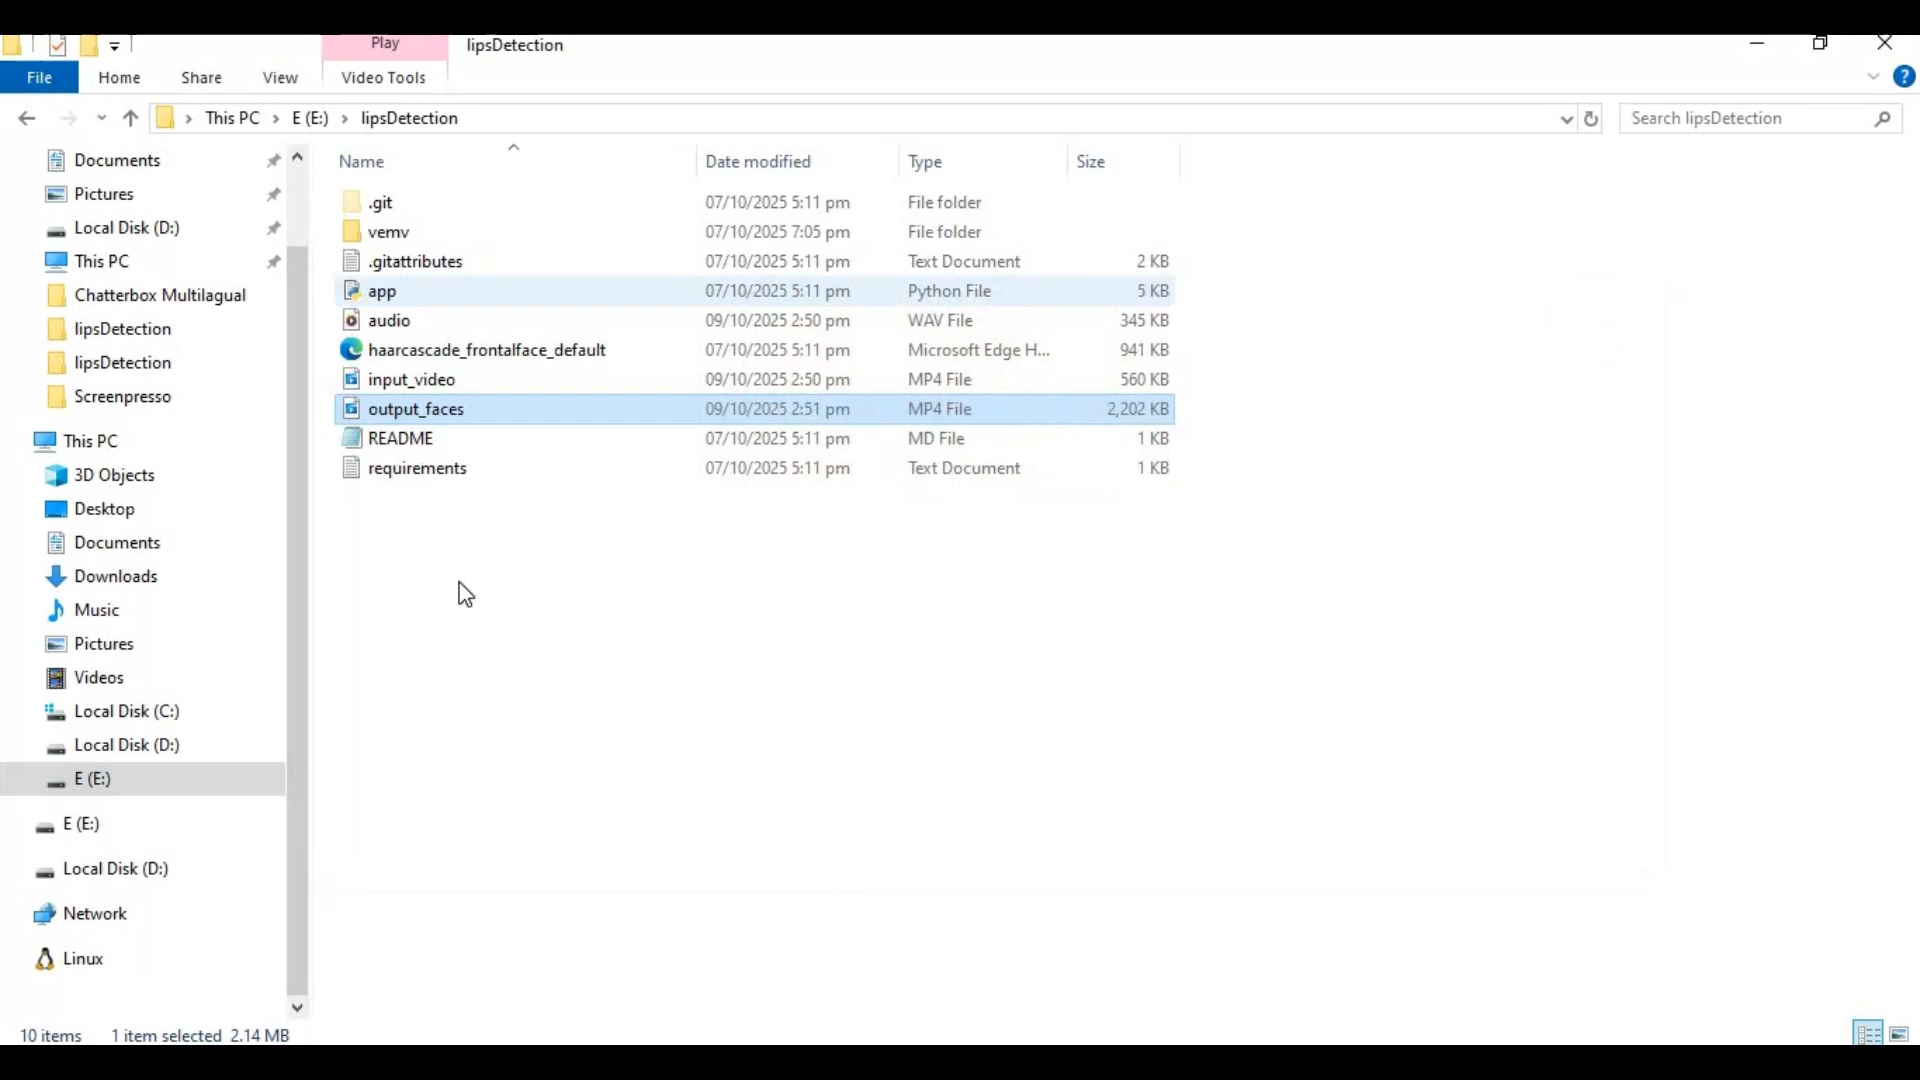 Play lipsDetection
File Home Share View Video Tools
This PC E (E:) lipsDetection Search lipsDetection
Name Date modified Type Size
Documents
Pictures
Local Disk (D:)
This PC
Chatterbox Multilagual
lipsDetection
lipsDetection
Screenpresso
This PC
3D Objects
Desktop
Documents
Downloads
Music
Pictures
Videos
Local Disk (C:)
Local Disk (D:)
E (E:)
E (E:)
Local Disk (D:)
Network
Linux
.git 07/10/2025 5:11 pm File folder
vemv 07/10/2025 7:05 pm File folder
.gitattributes 07/10/2025 5:11 pm Text Document 2 KB
app 07/10/2025 5:11 pm Python File 5 KB
audio 09/10/2025 2:50 pm WAV File 345 KB
haarcascade_frontalface_default 07/10/2025 5:11 pm Microsoft Edge H... 941 KB
input_video 09/10/2025 2:50 pm MP4 File 560 KB
output_faces 09/10/2025 2:51 pm MP4 File 2,202 KB
README 07/10/2025 5:11 pm MD File 1 KB
requirements 07/10/2025 5:11 pm Text Document 1 KB
10 items 1 item selected 2.14 MB